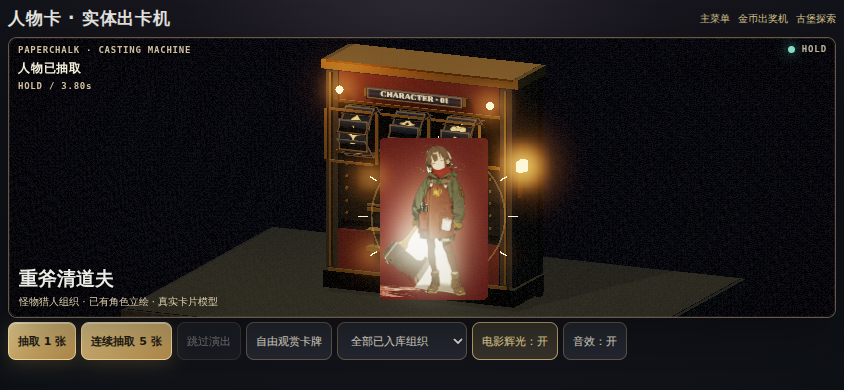 人物卡 · 实体出卡机
主菜单 金币出奖机 古堡探索
PAPERCHALK · CASTING MACHINE
人物已抽取
HOLD / 3.80s
HOLD
CHARACTER · 01
重斧清道夫
怪物猎人组织 · 已有角色立绘 · 真实卡片模型
抽取 1 张
连续抽取 5 张
跳过演出
自由观赏卡牌
全部已入库组织
电影辉光：开
音效：开